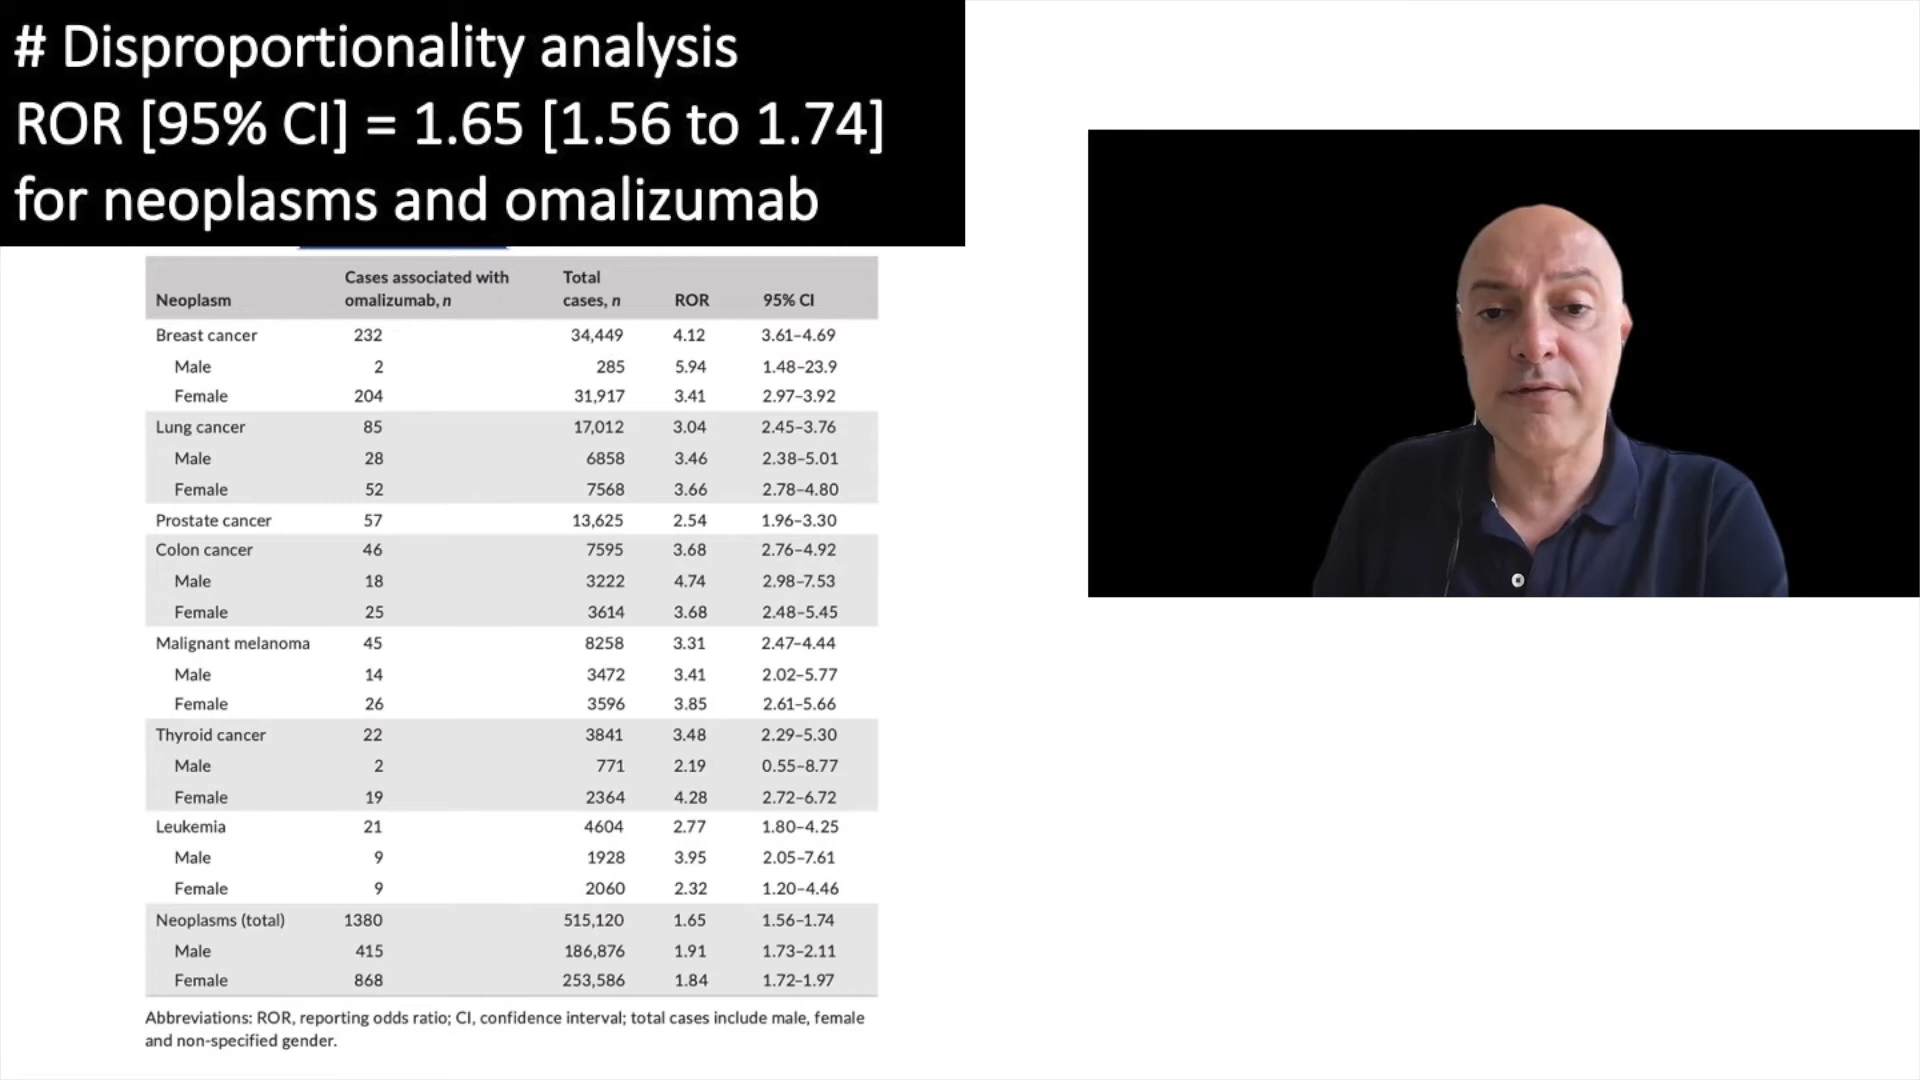 # Disproportionality analysis
ROR [95% CI] = 1.65 [1.56 to 1.74]
for neoplasms and omalizumab
Neoplasm Cases associated with omalizumab, n Total cases, n ROR 95% CI
Breast cancer 232 34,449 4.12 3.61–4.69
Male 2 285 5.94 1.48–23.9
Female 204 31,917 3.41 2.97–3.92
Lung cancer 85 17,012 3.04 2.45–3.76
Male 28 6858 3.46 2.38–5.01
Female 52 7568 3.66 2.78–4.80
Prostate cancer 57 13,625 2.54 1.96–3.30
Colon cancer 46 7595 3.68 2.76–4.92
Male 18 3222 4.74 2.98–7.53
Female 25 3614 3.68 2.48–5.45
Malignant melanoma 45 8258 3.31 2.47–4.44
Male 14 3472 3.41 2.02–5.77
Female 26 3596 3.85 2.61–5.66
Thyroid cancer 22 3841 3.48 2.29–5.30
Male 2 771 2.19 0.55–8.77
Female 19 2364 4.28 2.72–6.72
Leukemia 21 4604 2.77 1.80–4.25
Male 9 1928 3.95 2.05–7.61
Female 9 2060 2.32 1.20–4.46
Neoplasms (total) 1380 515,120 1.65 1.56–1.74
Male 415 186,876 1.91 1.73–2.11
Female 868 253,586 1.84 1.72–1.97
Abbreviations: ROR, reporting odds ratio; CI, confidence interval; total cases include male, female
and non-specified gender.